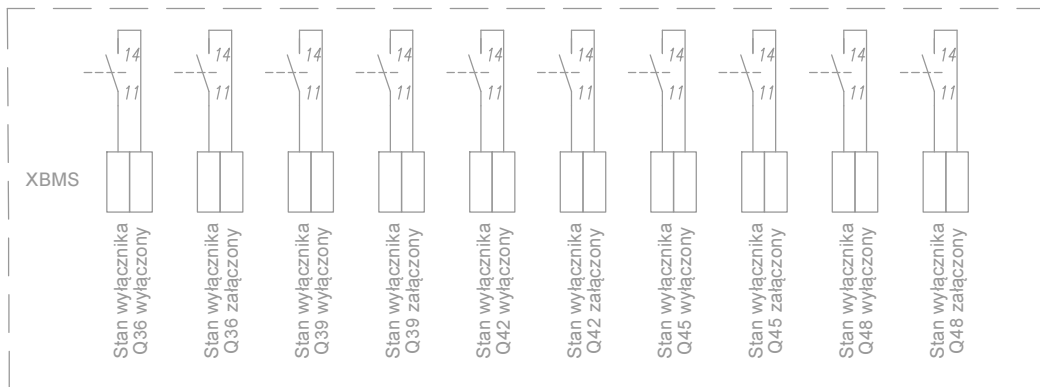 14 14 14 14 14 14 14 14 14 14
11 11 11 11 11 11 11 11 11 11
XBMS
Stan wyłącznika
Q36 wyłączony
Stan wyłącznika
Q36 załączony
Stan wyłącznika
Q39 wyłączony
Stan wyłącznika
Q39 załączony
Stan wyłącznika
Q42 wyłączony
Stan wyłącznika
Q42 załączony
Stan wyłącznika
Q45 wyłączony
Stan wyłącznika
Q45 załączony
Stan wyłącznika
Q48 wyłączony
Stan wyłącznika
Q48 załączony